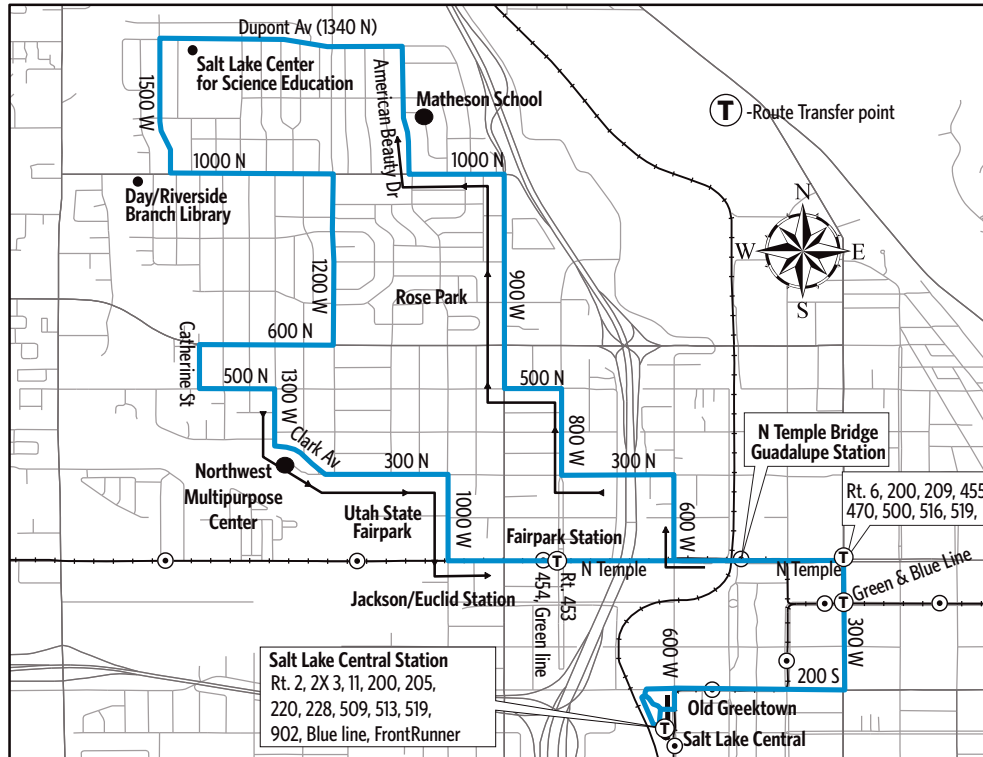 Dupont Av (1340 N)
Salt Lake Center
for Science Education
1500 W
American Beauty Dr
Matheson School
T -Route Transfer point
1000 N
1000 N
Day/Riverside
Branch Library
N
W E
S
1200 W
Rose Park
900 W
600 N
Catherine St
500 N
1300 W
500 N
Clark Av
800 W
N Temple Bridge
Guadalupe Station
300 N
300 N
Northwest
Multipurpose
Center
Rt. 6, 200, 209, 455
470, 500, 516, 519,
Utah State
Fairpark
1000 W
600 W
Fairpark Station
T
N Temple
N Temple
T
Jackson/Euclid Station
Rt. 453
454, Green line
Green & Blue Line
T
300 W
600 W
200 S
Salt Lake Central Station
Rt. 2, 2X 3, 11, 200, 205,
220, 228, 509, 513, 519,
902, Blue line, FrontRunner
Old Greektown
T
Salt Lake Central